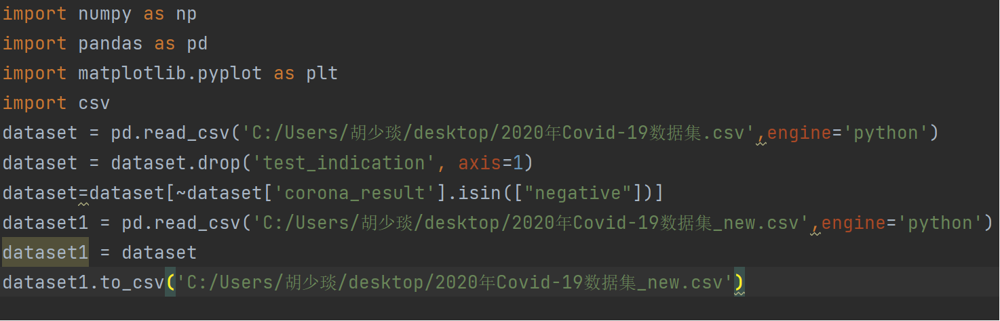 import numpy as np
import pandas as pd
import matplotlib.pyplot as plt
import csv
dataset = pd.read_csv('C:/Users/胡少琰/desktop/2020年Covid-19数据集.csv',engine='python')
dataset = dataset.drop('test_indication', axis=1)
dataset=dataset[~dataset['corona_result'].isin(["negative"])]
dataset1 = pd.read_csv('C:/Users/胡少琰/desktop/2020年Covid-19数据集_new.csv',engine='python')
dataset1 = dataset
dataset1.to_csv('C:/Users/胡少琰/desktop/2020年Covid-19数据集_new.csv')